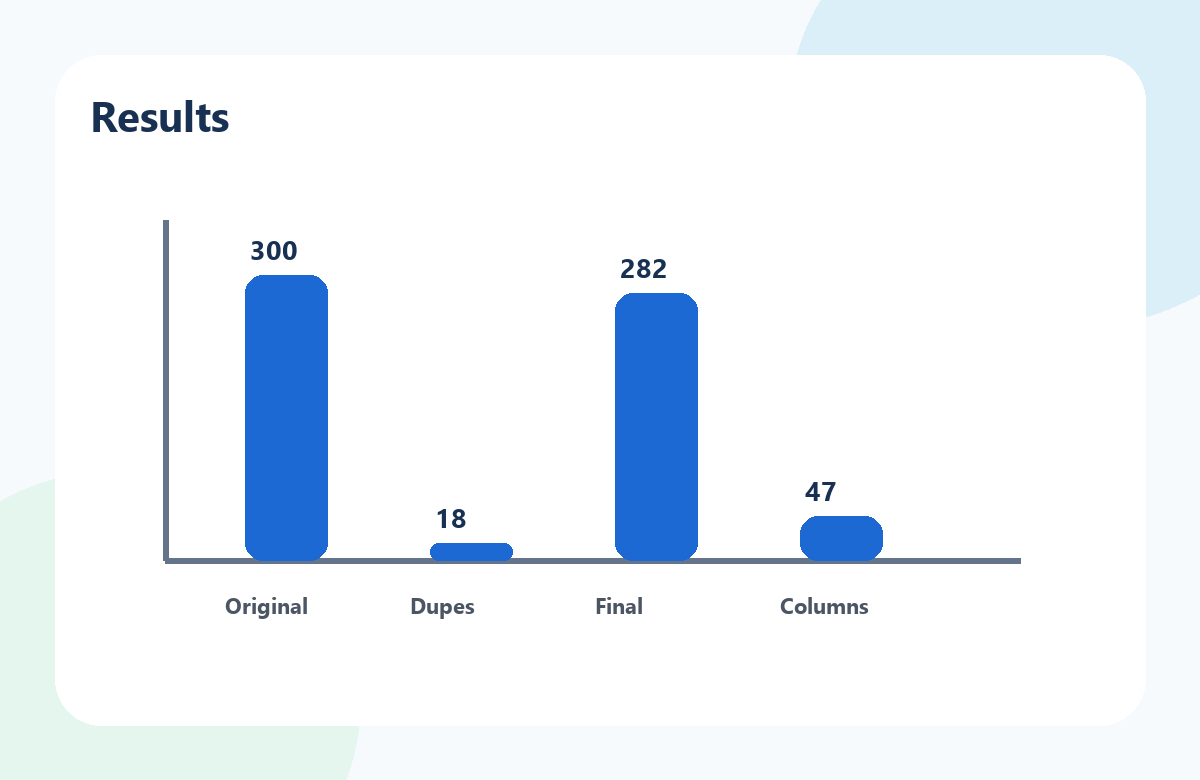 Results
300
282
47
18
Original Dupes Final Columns